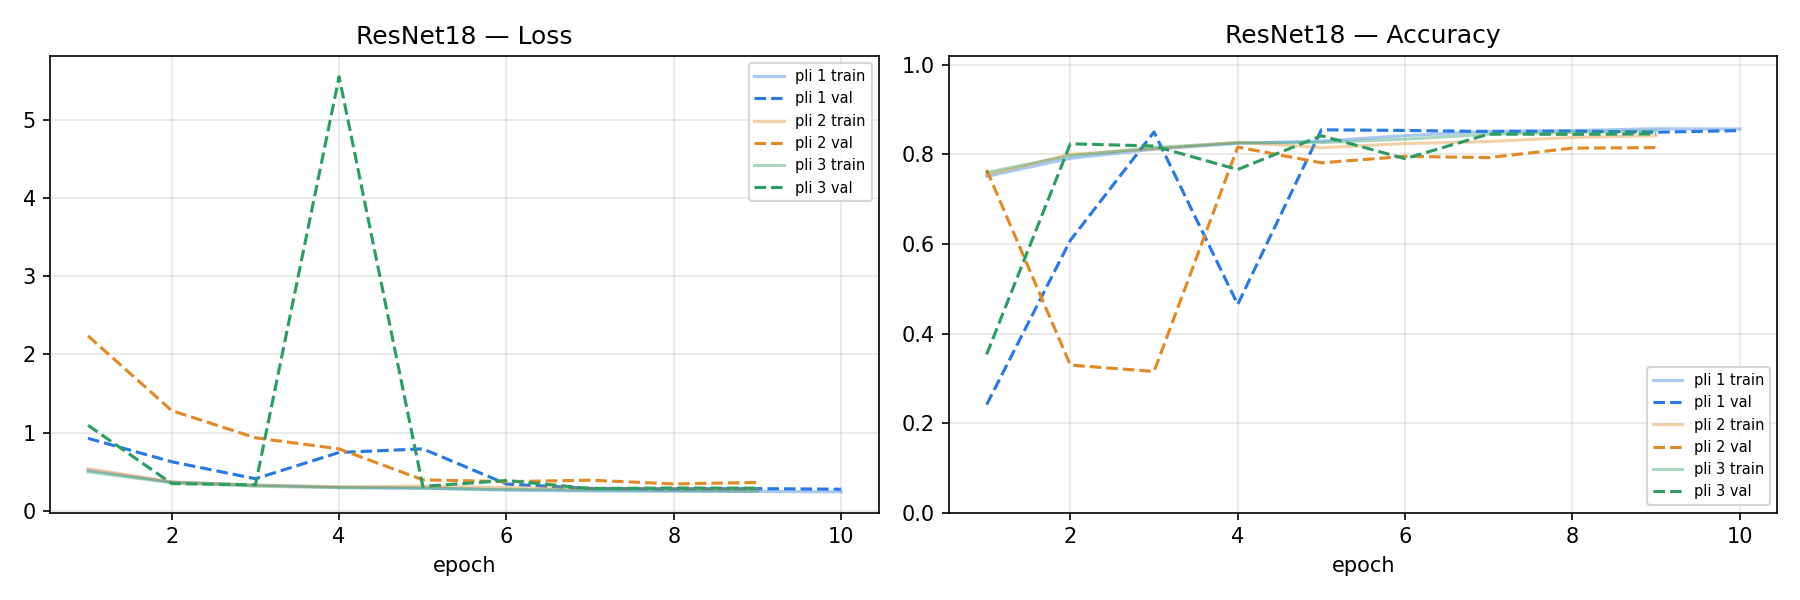 ResNet18 — Loss
5
4
3
2
1
0
2
4
6
8
10
epoch
pli 1 train
pli 1 val
pli 2 train
pli 2 val
pli 3 train
pli 3 val
ResNet18 — Accuracy
1.0
0.8
0.6
0.4
0.2
0.0
2
4
6
8
10
epoch
pli 1 train
pli 1 val
pli 2 train
pli 2 val
pli 3 train
pli 3 val